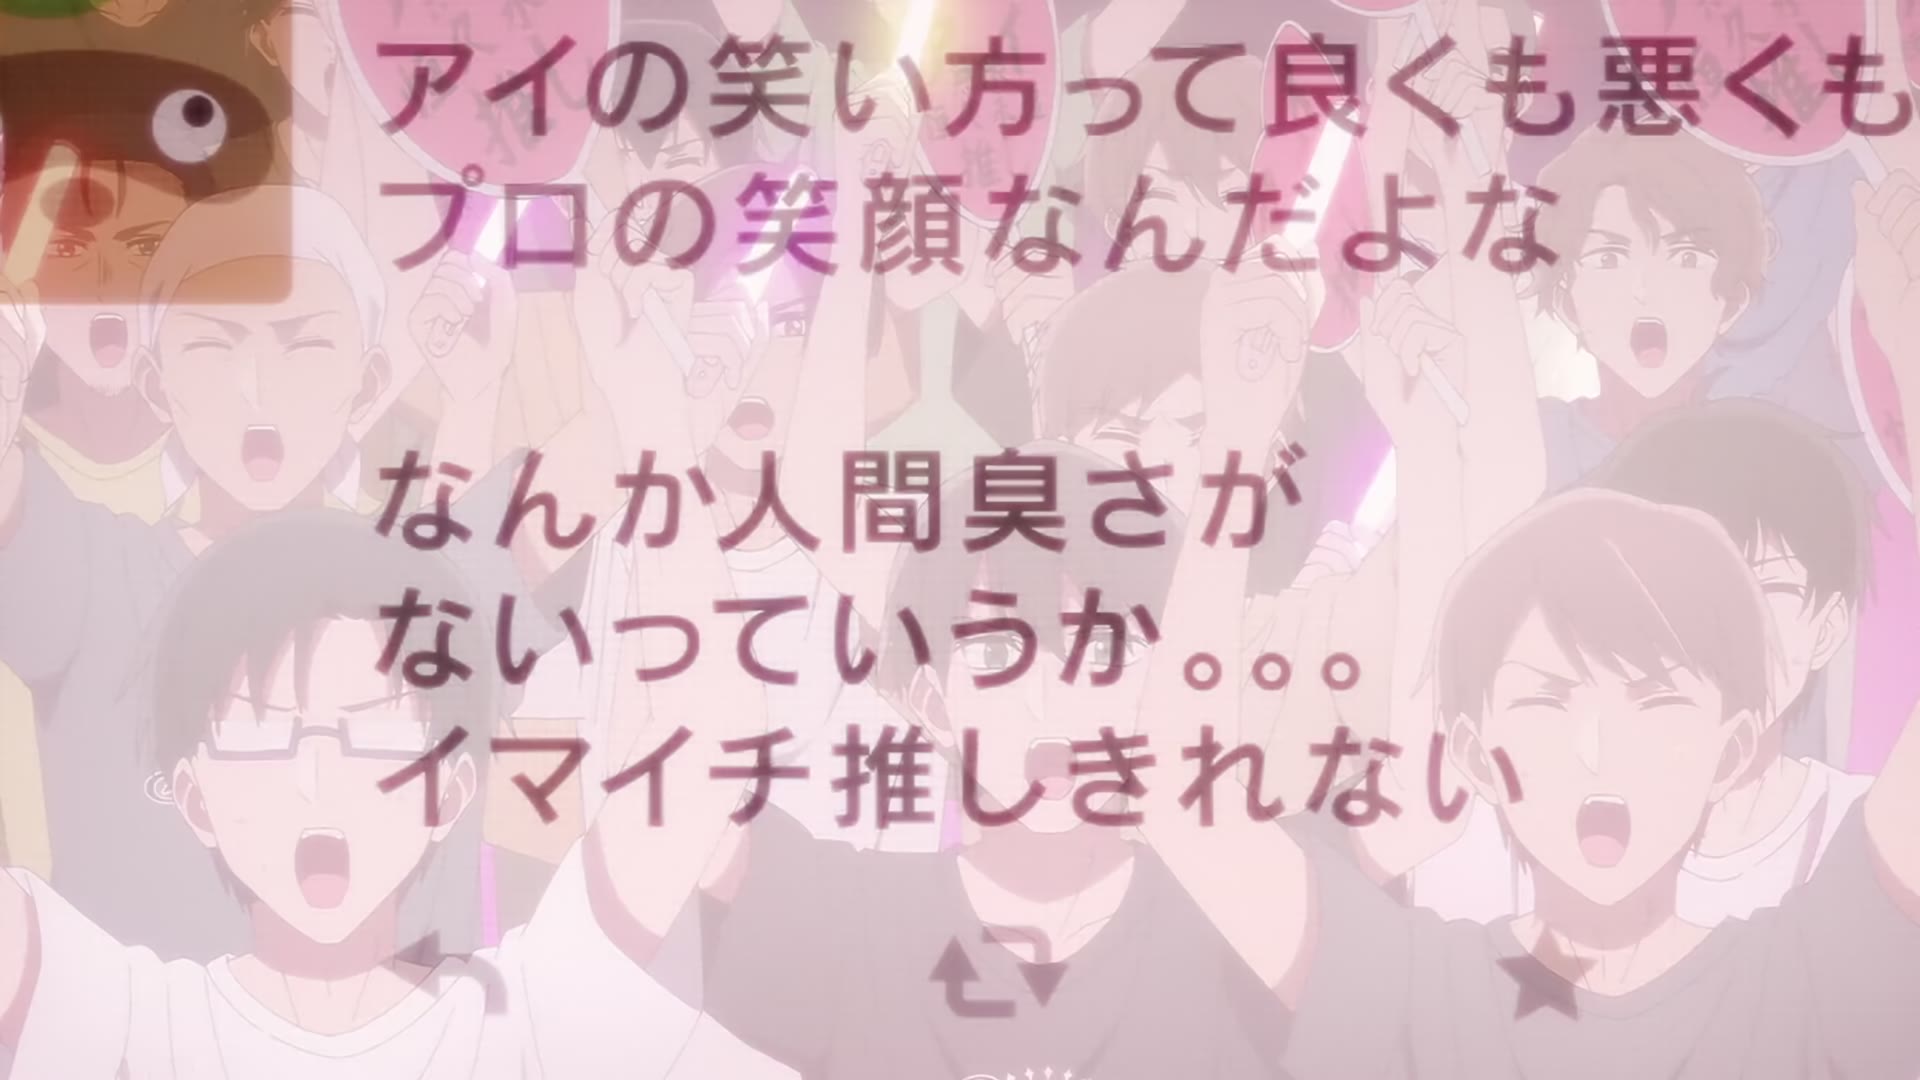 アイの笑い方って良くも悪くも
プロの笑顔なんだよな
なんか人間臭さが
ないっていうか。。。
イマイチ推しきれない